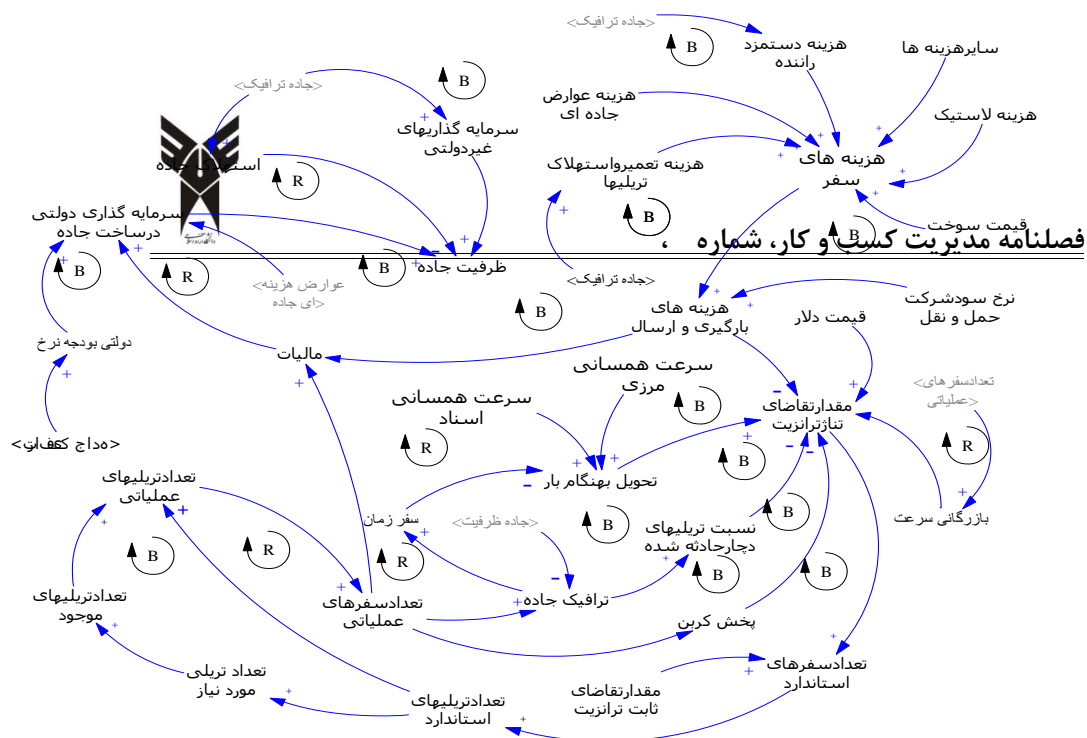 <جاده ترافیک>
B
هزینه دستمزد
راننده
سایرهزینه ها
B
<جاده ترافیک>
B
هزینه عوارض
جاده ای
هزینه لاستیک
سرمایه گذاریهای
غیردولتی
استهلاک جاده
R
هزینه تعمیرواستهلاک
تریلیها
هزینه های
سفر
B
سرمایه گذاری دولتی
درساخت جاده
قیمت سوخت
B
فصلنامه مدیریت کسب و کار، شماره ،
B
R
B
ظرفیت جاده
<جاده ترافیک>
عوارض هزینه>
<ای جاده
B
هزینه های
بارگیری و ارسال
نرخ سودشرکت
حمل و نقل
قیمت دلار
دولتی بودجه نرخ
مالیات
سرعت همسانی
مرزی
سرعت همسانی
اسناد
B
مقدارتقاضای
تناژترانزیت
تعدادسفرهای>
<عملیاتی
R
R
B
تحویل بهنگام بار
تعدادتریلیهای
عملیاتی
سفر زمان
<جاده ظرفیت>
B
B
نسبت تریلیهای
دچارحادثه شده
بازرگانی سرعت
B
R
R
B
B
تعدادتریلیهای
موجود
تعدادسفرهای
عملیاتی
ترافیک جاده
پخش کربن
تعداد تریلی
مورد نیاز
تعدادتریلیهای
استاندارد
مقدارتقاضای
ثابت ترانزیت
تعدادسفرهای
استاندارد